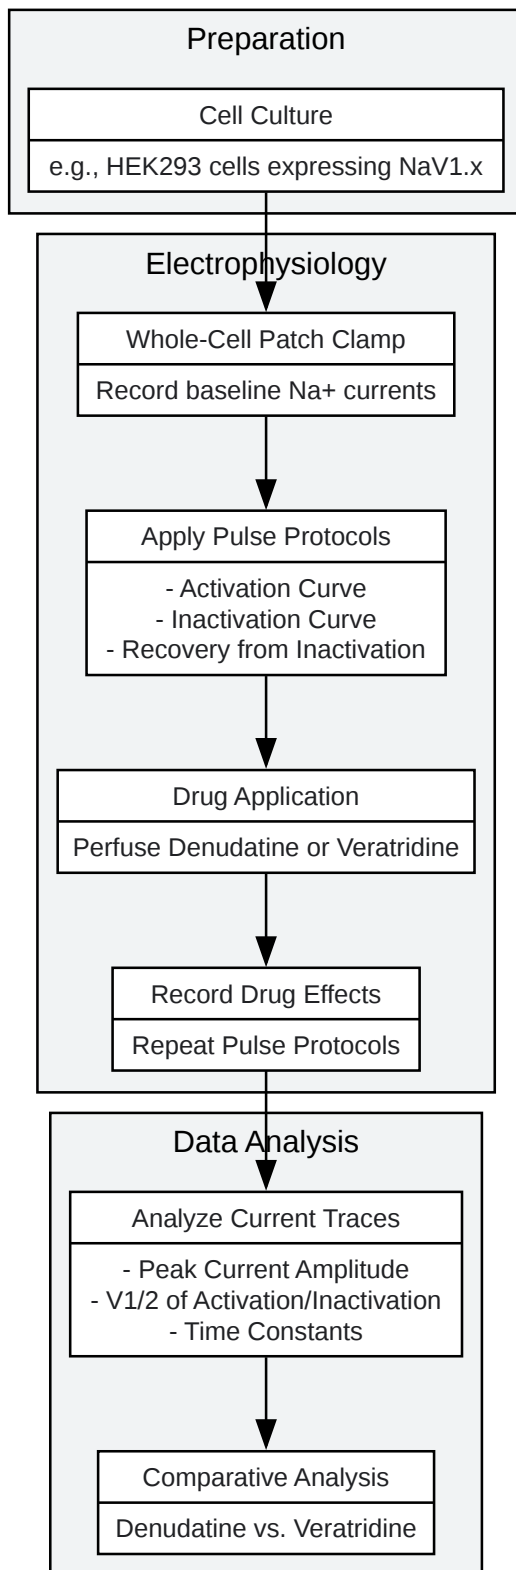 Preparation
Cell Culture
e.g., HEK293 cells expressing NaV1.x
Electrophysiology
Whole-Cell Patch Clamp
Record baseline Na+ currents
Apply Pulse Protocols
- Activation Curve
- Inactivation Curve
- Recovery from Inactivation
Drug Application
Perfuse Denudatine or Veratridine
Record Drug Effects
Repeat Pulse Protocols
Data Analysis
Analyze Current Traces
- Peak Current Amplitude
- V1/2 of Activation/Inactivation
- Time Constants
Comparative Analysis
Denudatine vs. Veratridine